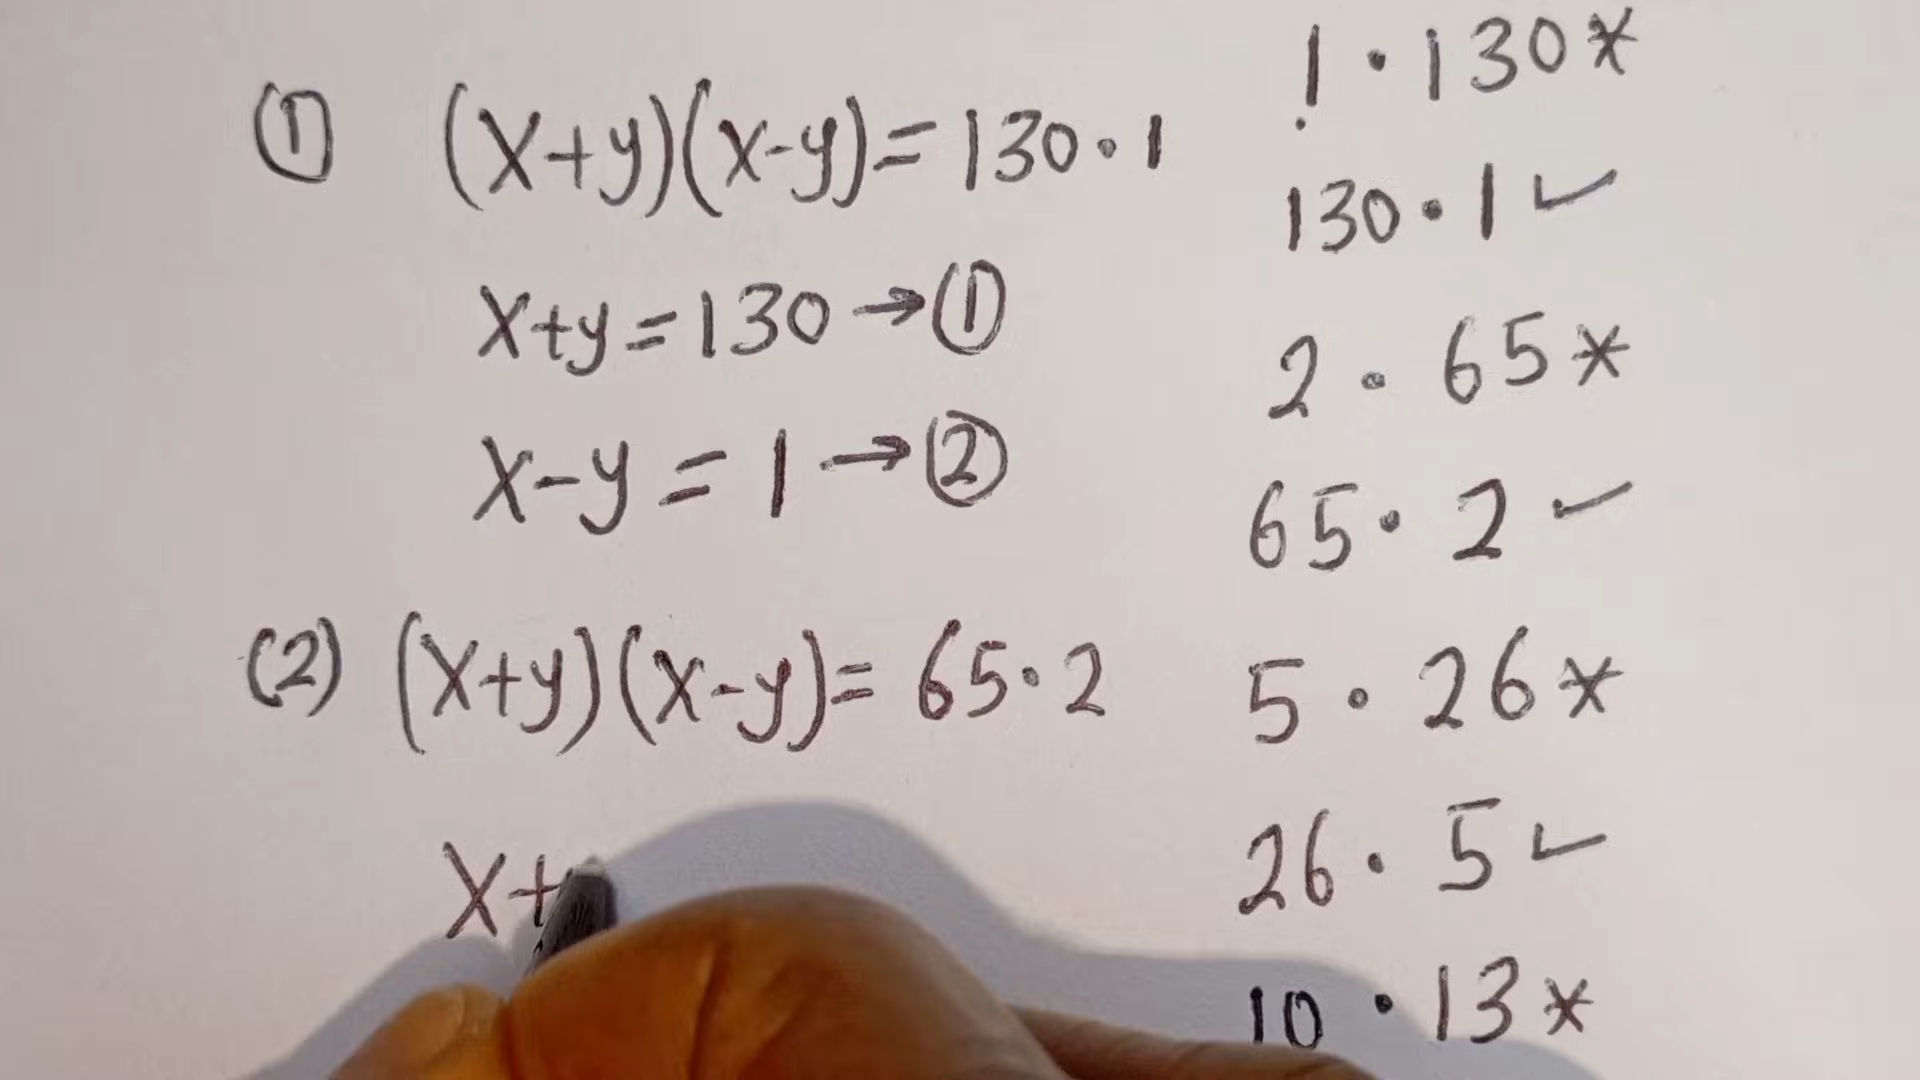 ① (x+y)(x-y)=130·1
x+y=130→①
x-y=1→②
(2) (x+y)(x-y)=65·2
x+
1·130*
130·1✓
2·65*
65·2✓
5·26*
26·5✓
10·13*